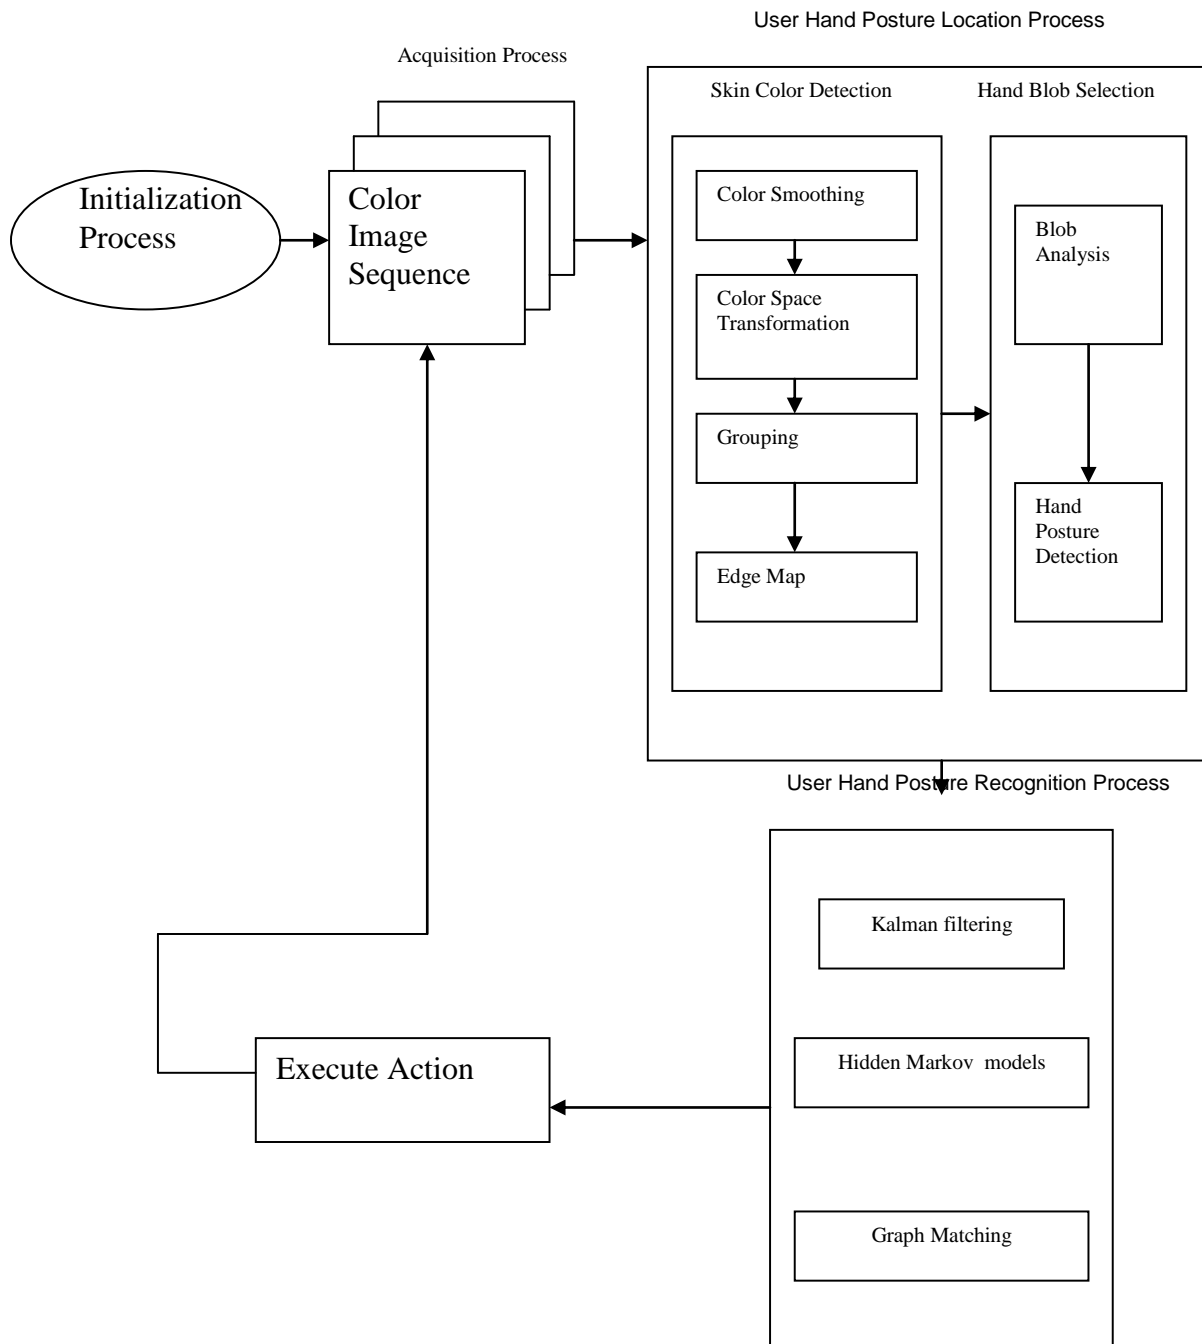 User Hand Posture Location Process
Acquisition Process
Skin Color Detection
Hand Blob Selection
Initialization
Process
Color
Image
Sequence
Color Smoothing
Color Space
Transformation
Grouping
Edge Map
Blob
Analysis
Hand
Posture
Detection
User Hand Posture Recognition Process
Kalman filtering
Hidden Markov models
Graph Matching
Execute Action